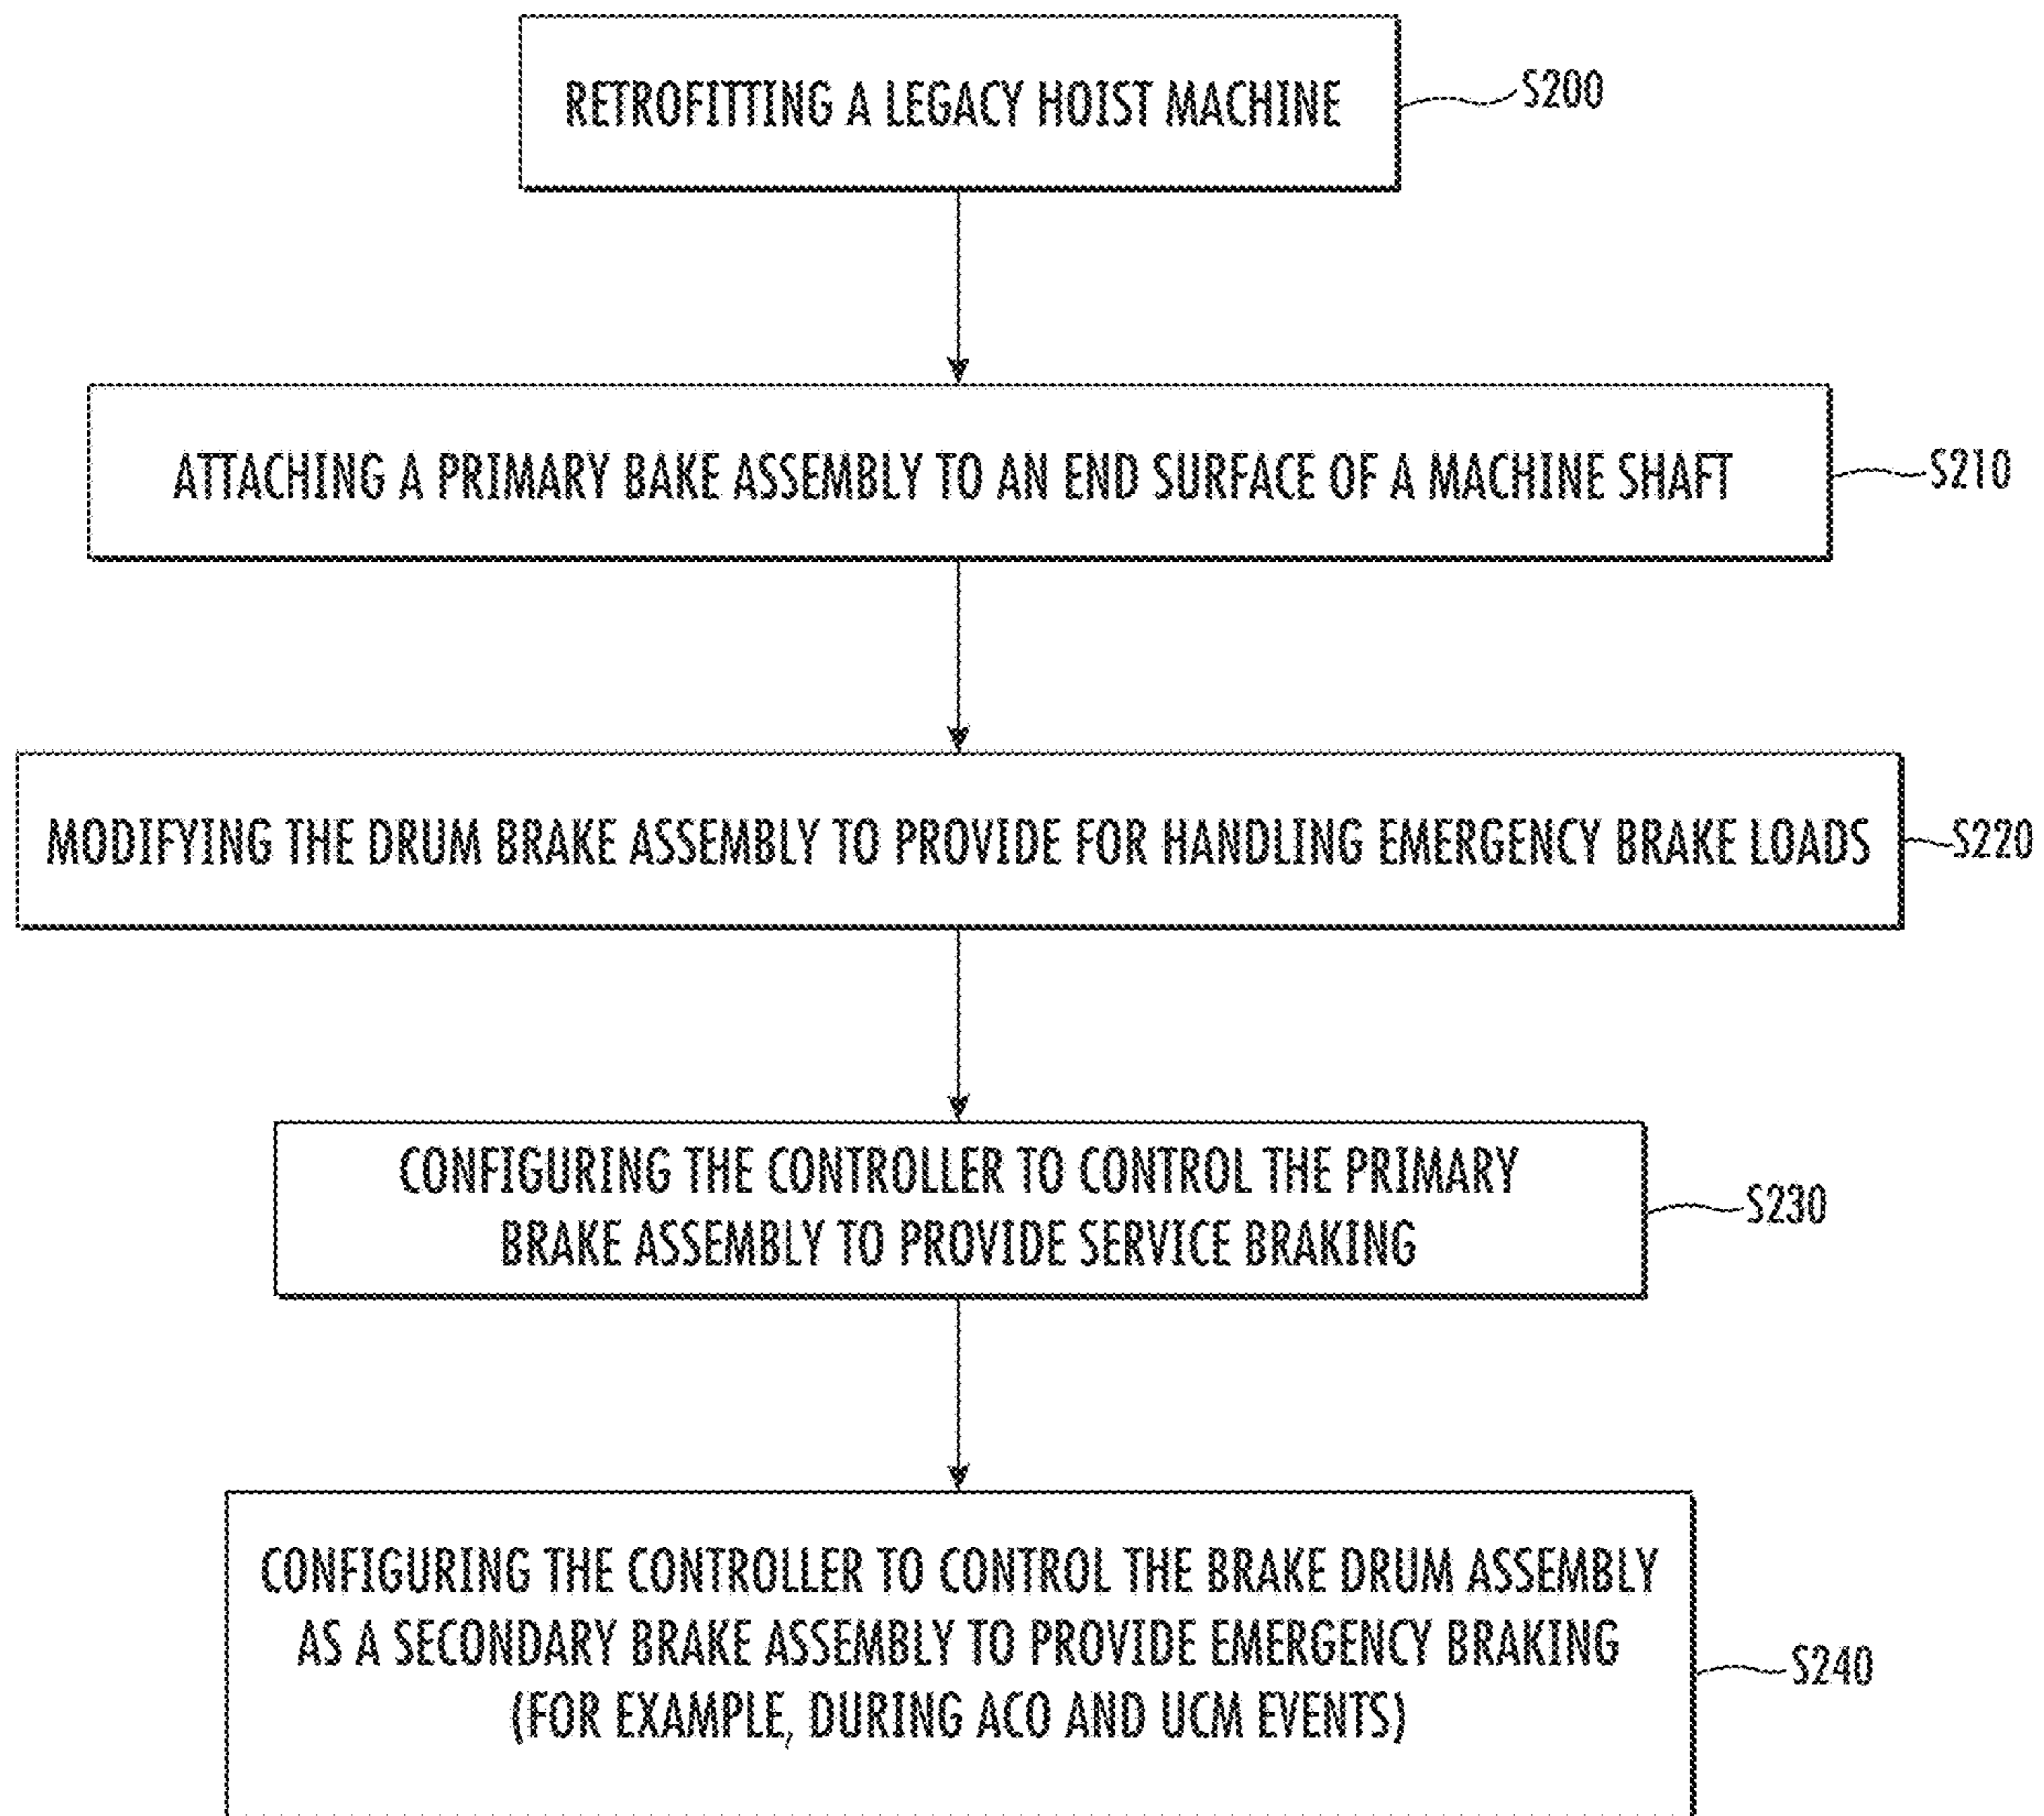 RETROFITTING A LEGACY HOIST MACHINE
S200
ATTACHING A PRIMARY BAKE ASSEMBLY TO AN END SURFACE OF A MACHINE SHAFT
S210
MODIFYING THE DRUM BRAKE ASSEMBLY TO PROVIDE FOR HANDLING EMERGENCY BRAKE LOADS
S220
CONFIGURING THE CONTROLLER TO CONTROL THE PRIMARY
BRAKE ASSEMBLY TO PROVIDE SERVICE BRAKING
S230
CONFIGURING THE CONTROLLER TO CONTROL THE BRAKE DRUM ASSEMBLY
AS A SECONDARY BRAKE ASSEMBLY TO PROVIDE EMERGENCY BRAKING
(FOR EXAMPLE, DURING ACO AND UCM EVENTS)
S240